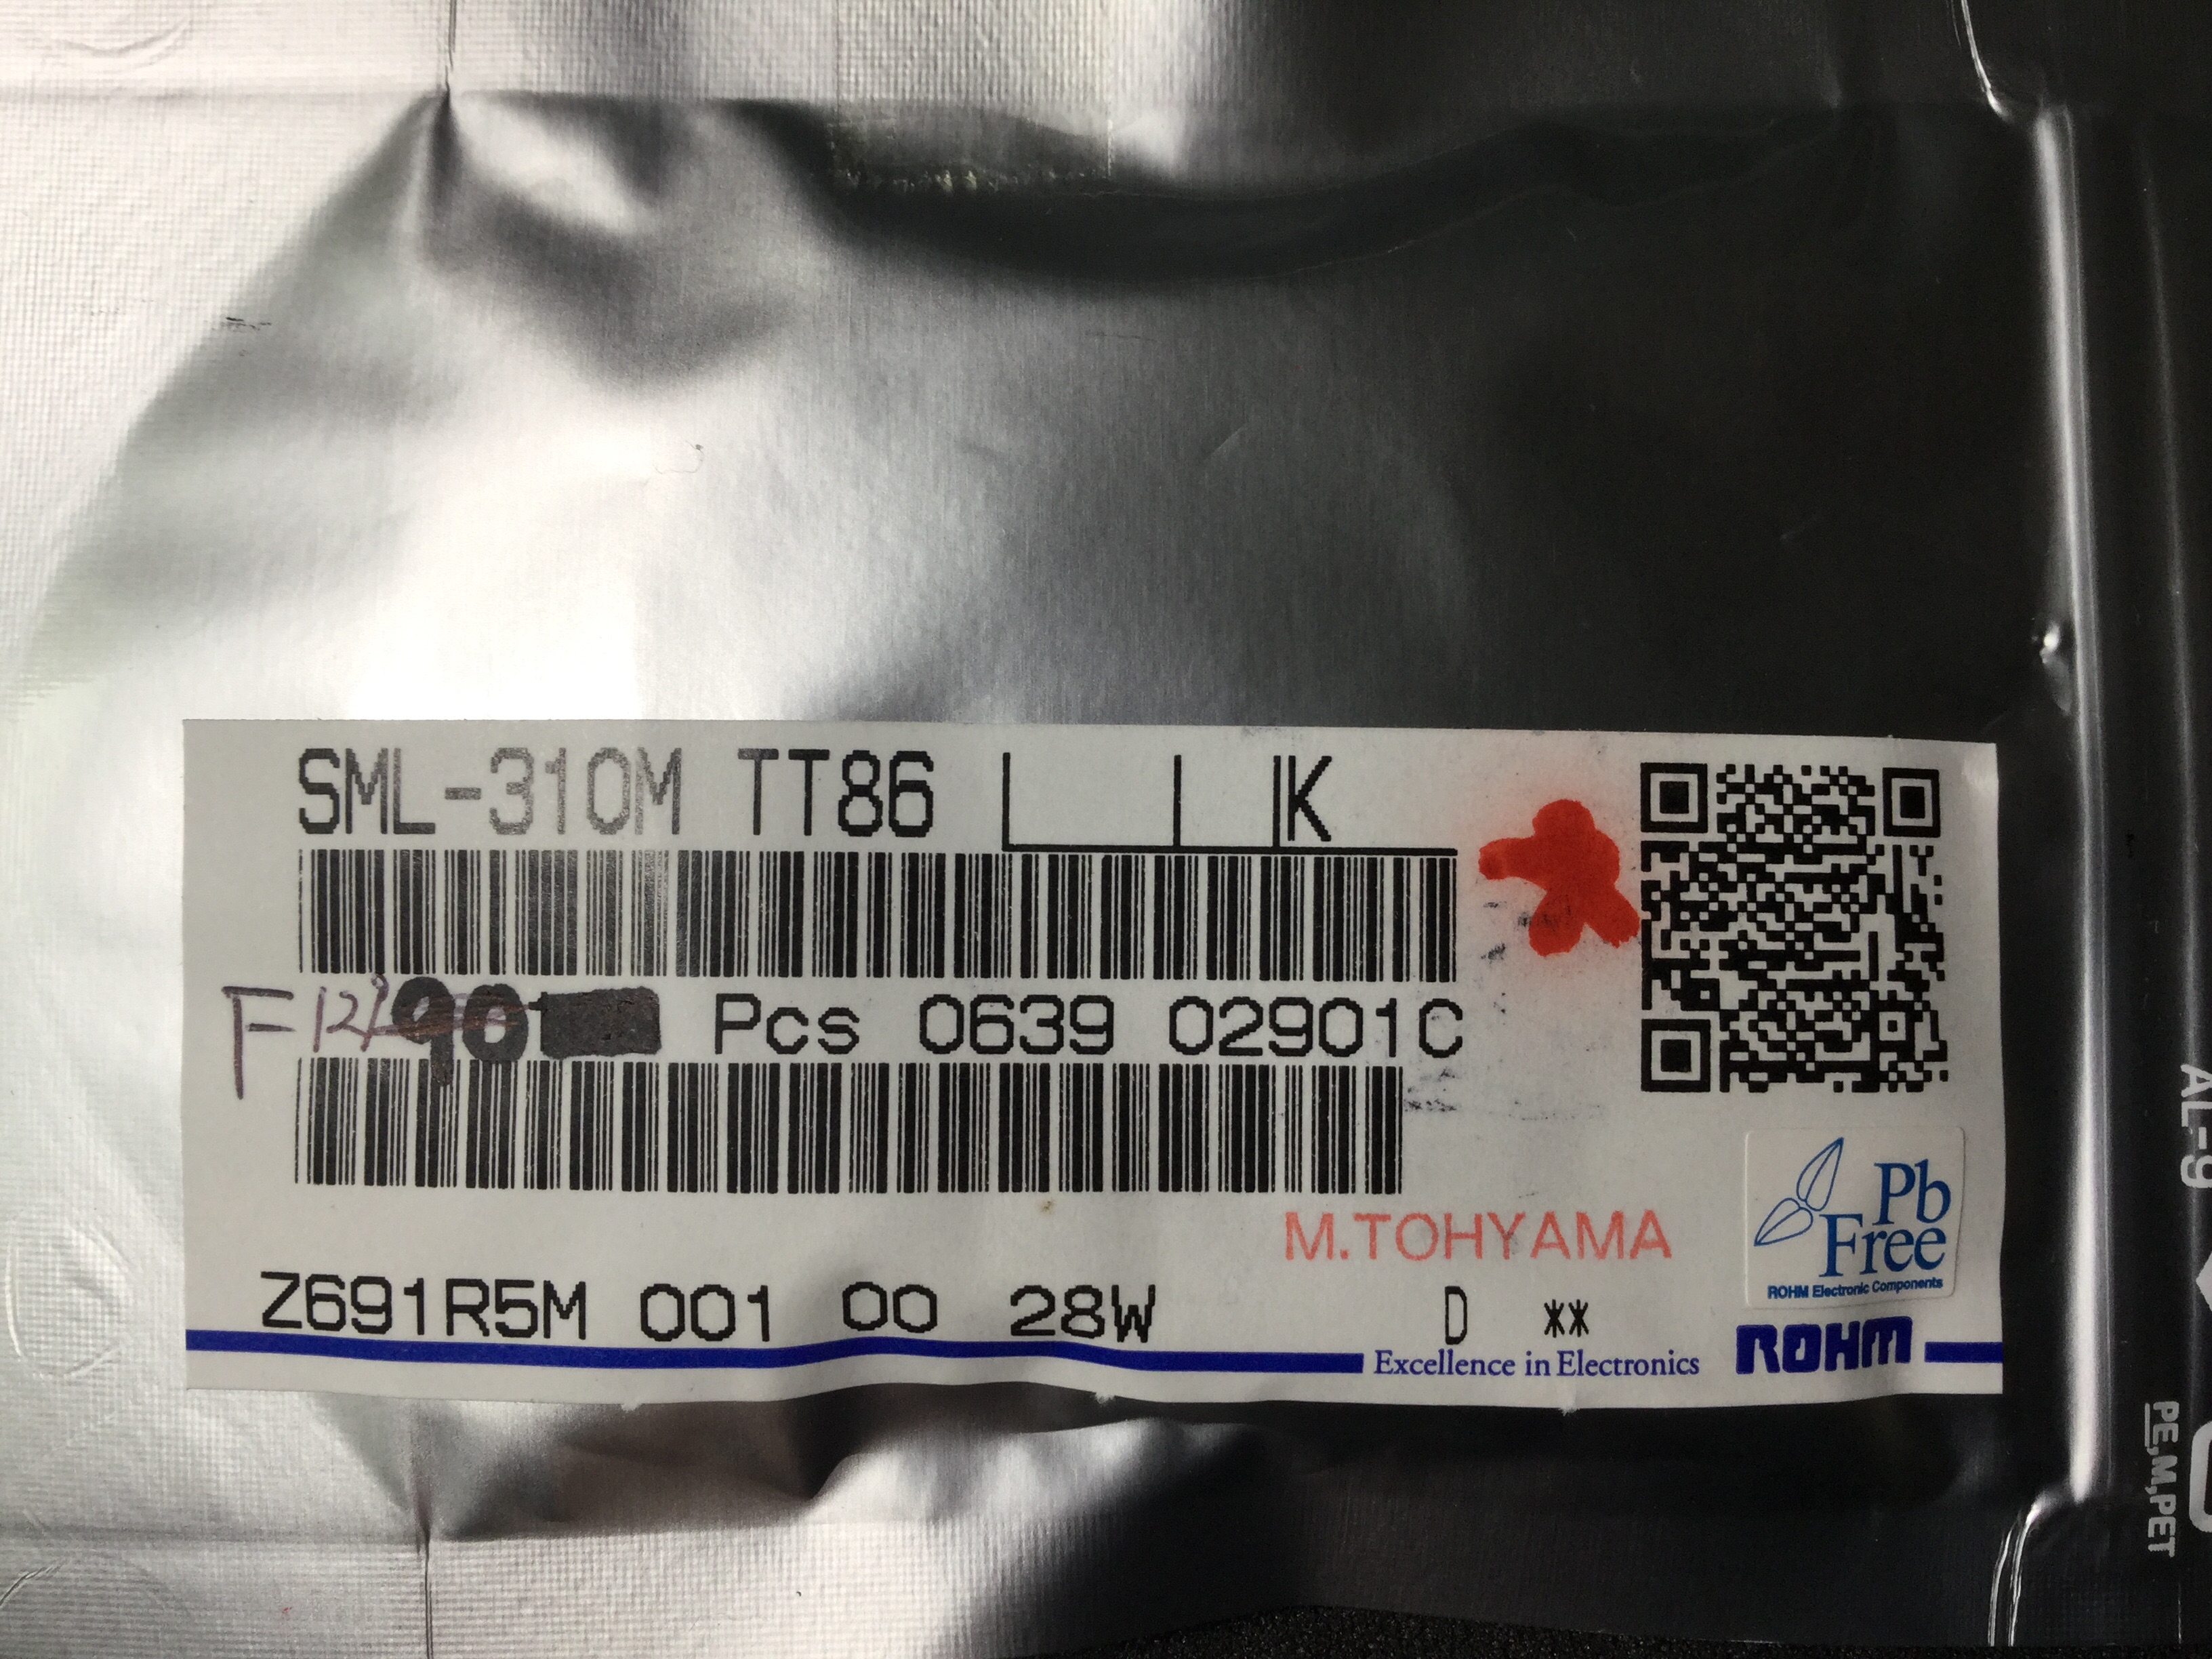 SML-310M TT86 K
F 90 Pcs 0639 02901C
M.TOHYAMA
Pb
Free
ROHM Electronic Components
Z691R5M 001 00 28W D **
Excellence in Electronics ROHM
AL-9
PE,M,PET